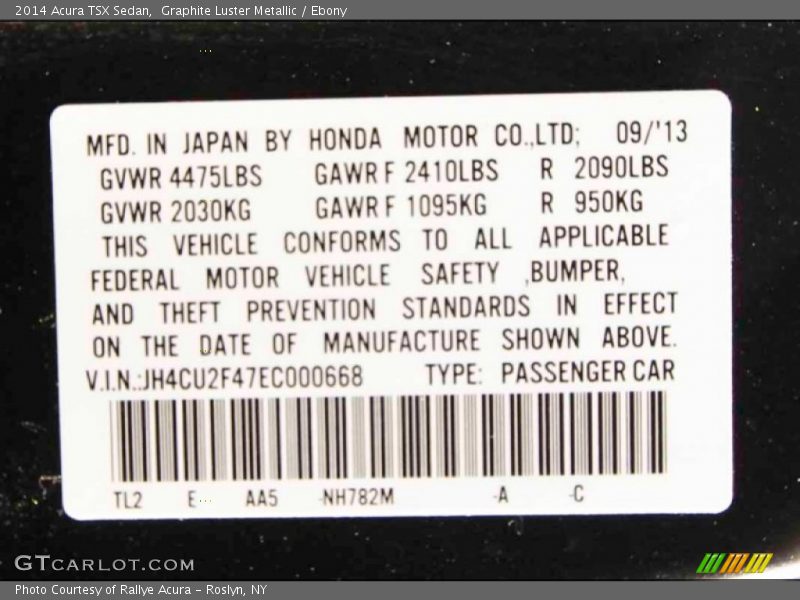 2014 Acura TSX Sedan,  Graphite Luster Metallic / Ebony
MFD. IN JAPAN BY HONDA MOTOR CO.,LTD; 09/'13
GVWR 4475LBS GAWR F 2410LBS R 2090LBS
GVWR 2030KG GAWR F 1095KG R 950KG
THIS VEHICLE CONFORMS TO ALL APPLICABLE
FEDERAL MOTOR VEHICLE SAFETY ,BUMPER,
AND THEFT PREVENTION STANDARDS IN EFFECT
ON THE DATE OF MANUFACTURE SHOWN ABOVE.
V.I.N.:JH4CU2F47EC000668 TYPE: PASSENGER CAR
TL2 E-- AA5 -NH782M -A -C
GTCARLOT.COM
Photo Courtesy of Rallye Acura – Roslyn, NY